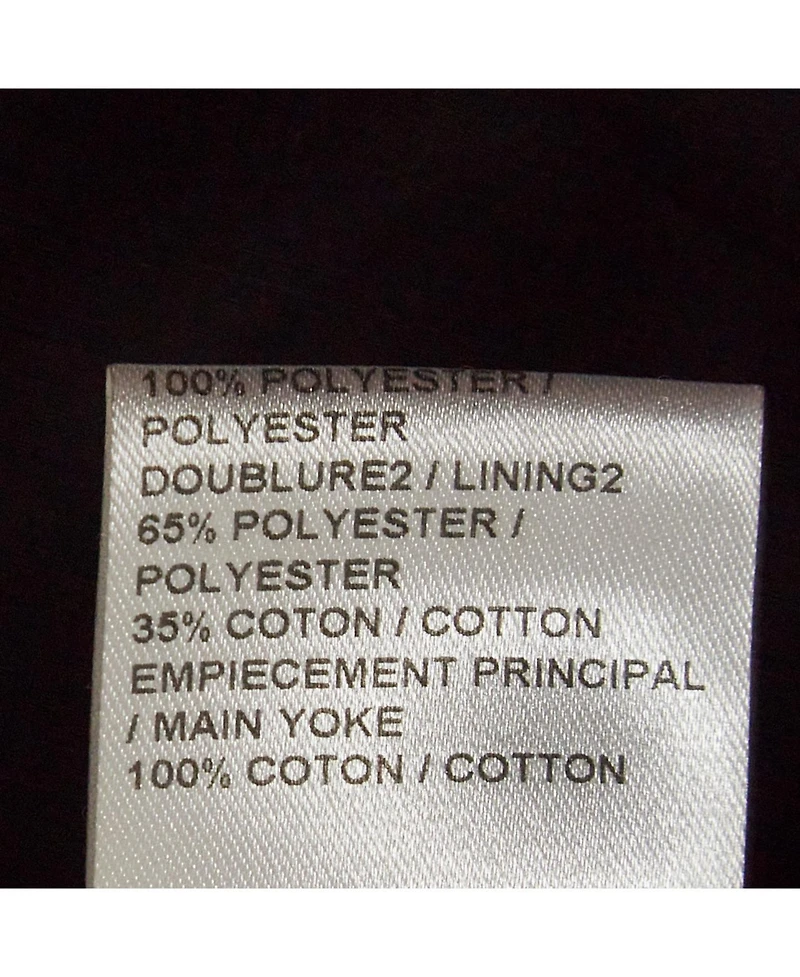 100% POLYESTER /
POLYESTER
DOUBLURE2 / LINING2
65% POLYESTER /
POLYESTER
35% COTON / COTTON
EMPIECEMENT PRINCIPAL
/ MAIN YOKE
100% COTON / COTTON